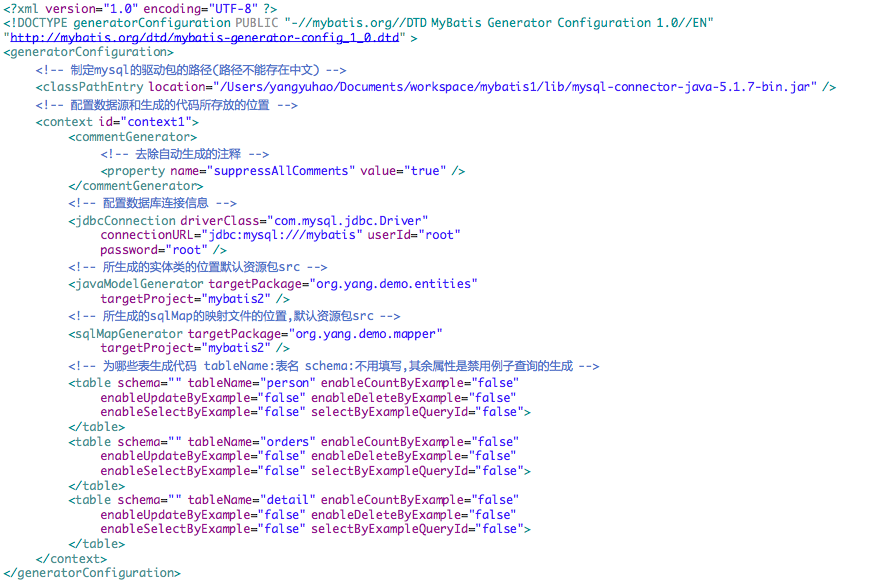 <?xml version="1.0" encoding="UTF-8" ?>
<!DOCTYPE generatorConfiguration PUBLIC "-//mybatis.org//DTD MyBatis Generator Configuration 1.0//EN"
"http://mybatis.org/dtd/mybatis-generator-config_1_0.dtd" >
<generatorConfiguration>
    <!-- 制定mysql的驱动包的路径(路径不能存在中文) -->
    <classPathEntry location="/Users/yangyuhao/Documents/workspace/mybatis1/lib/mysql-connector-java-5.1.7-bin.jar" />
    <!-- 配置数据源和生成的代码所存放的位置 -->
    <context id="context1">
        <commentGenerator>
            <!-- 去除自动生成的注释 -->
            <property name="suppressAllComments" value="true" />
        </commentGenerator>
        <!-- 配置数据库连接信息 -->
        <jdbcConnection driverClass="com.mysql.jdbc.Driver"
            connectionURL="jdbc:mysql:///mybatis" userId="root"
            password="root" />
        <!-- 所生成的实体类的位置默认资源包src -->
        <javaModelGenerator targetPackage="org.yang.demo.entities"
            targetProject="mybatis2" />
        <!-- 所生成的sqlMap的映射文件的位置,默认资源包src -->
        <sqlMapGenerator targetPackage="org.yang.demo.mapper"
            targetProject="mybatis2" />
        <!-- 为哪些表生成代码 tableName:表名 schema:不用填写,其余属性是禁用例子查询的生成 -->
        <table schema="" tableName="person" enableCountByExample="false"
            enableUpdateByExample="false" enableDeleteByExample="false"
            enableSelectByExample="false" selectByExampleQueryId="false">
        </table>
        <table schema="" tableName="orders" enableCountByExample="false"
            enableUpdateByExample="false" enableDeleteByExample="false"
            enableSelectByExample="false" selectByExampleQueryId="false">
        </table>
        <table schema="" tableName="detail" enableCountByExample="false"
            enableUpdateByExample="false" enableDeleteByExample="false"
            enableSelectByExample="false" selectByExampleQueryId="false">
        </table>
    </context>
</generatorConfiguration>